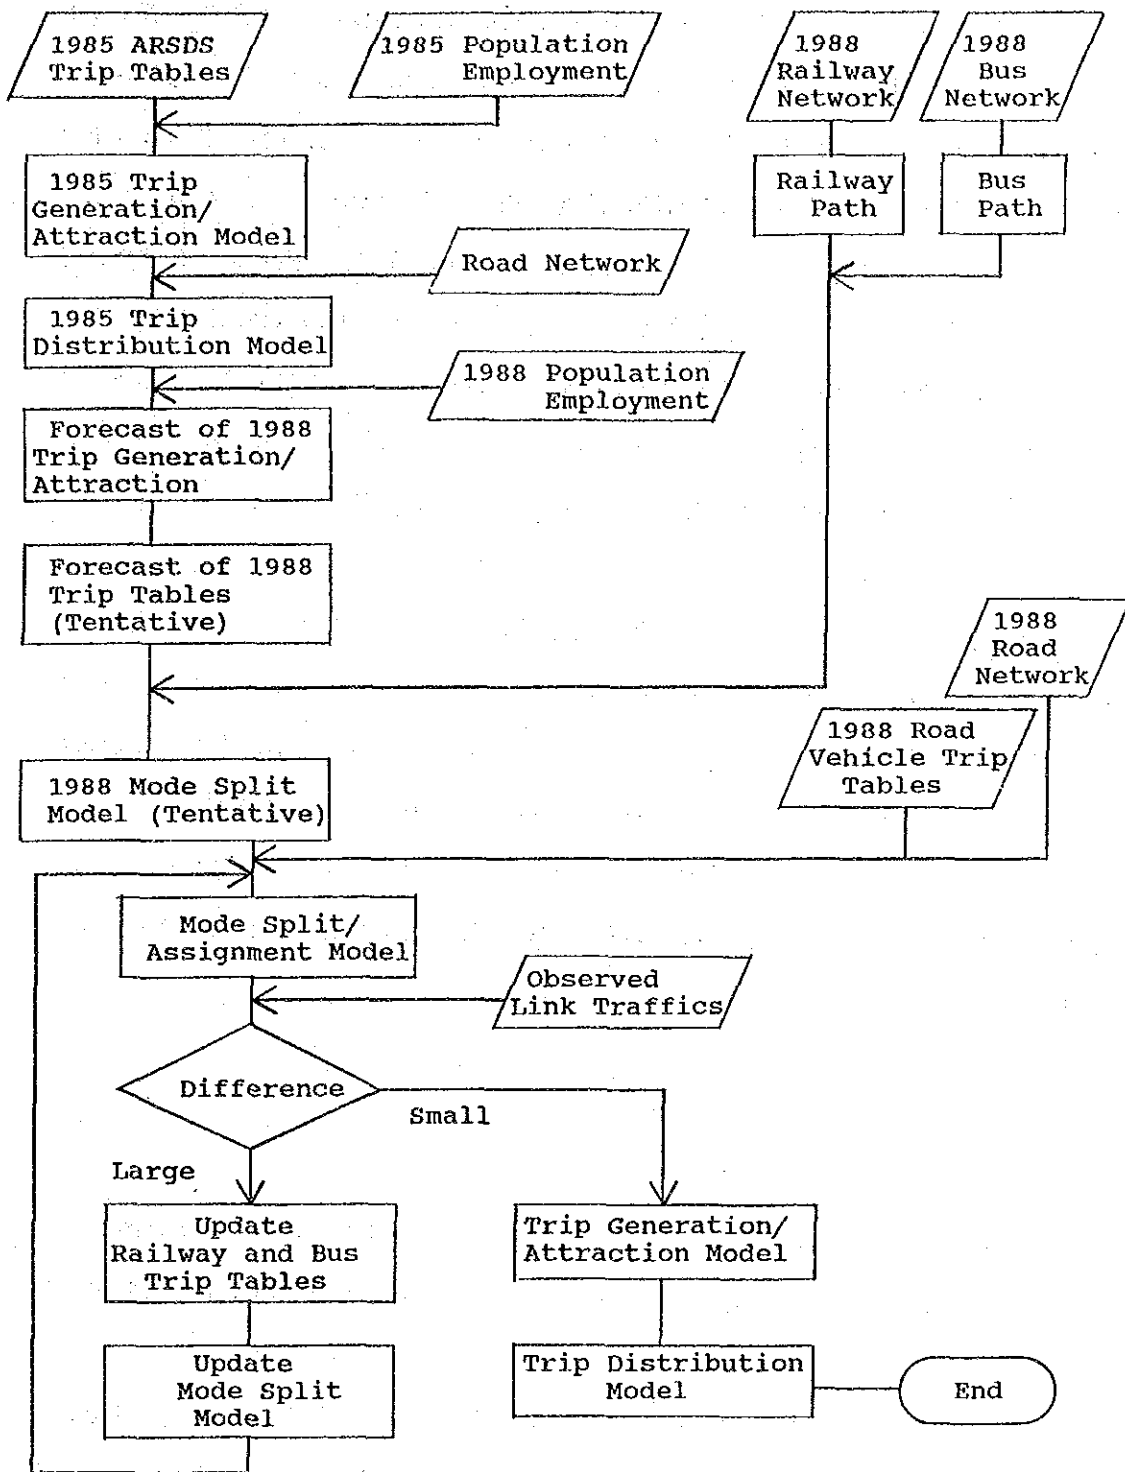 1985 ARSDS
Trip Tables
1985 Population
Employment
1988
Railway
Network
1988
Bus
Network
1985 Trip
Generation/
Attraction Model
Railway
Path
Bus
Path
Road Network
1985 Trip
Distribution Model
1988 Population
Employment
Forecast of 1988
Trip Generation/
Attraction
Forecast of 1988
Trip Tables
(Tentative)
1988
Road
Network
1988 Road
Vehicle Trip
Tables
1988 Mode Split
Model (Tentative)
Mode Split/
Assignment Model
Observed
Link Traffics
Difference
Small
Large
Update
Railway and Bus
Trip Tables
Trip Generation/
Attraction Model
Update
Mode Split
Model
Trip Distribution
Model
End